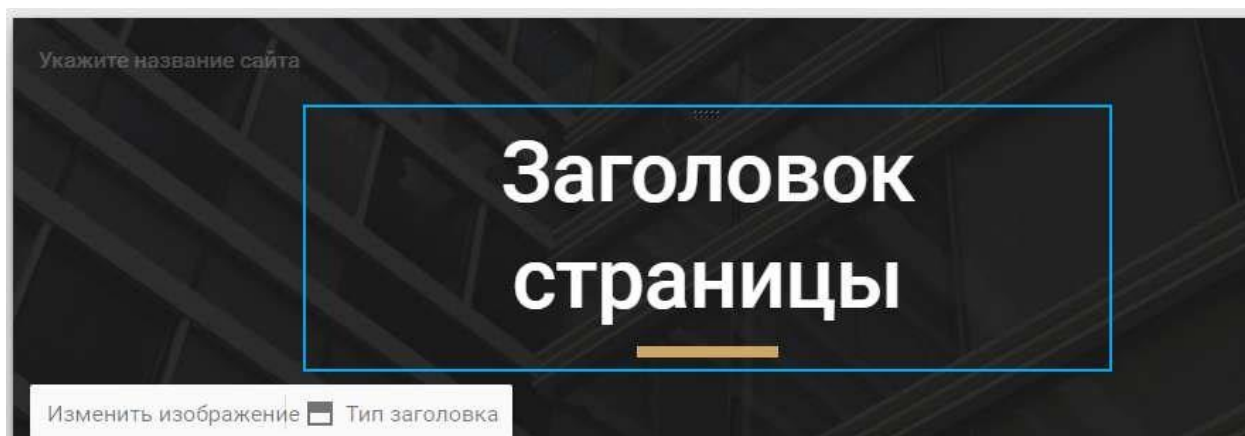 Укажите название сайта
Заголовок
страницы
Изменить изображение Тип заголовка